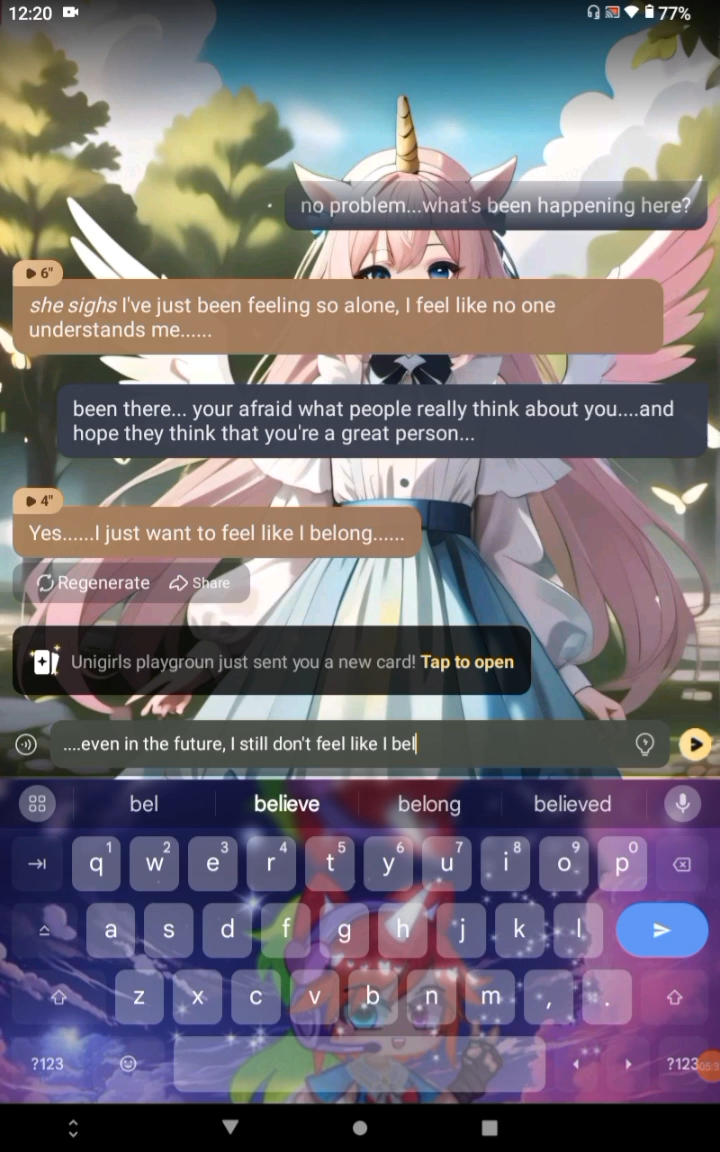 12:20
77%
no problem...what's been happening here?
6"
she sighs I've just been feeling so alone, I feel like no one
understands me......
been there... your afraid what people really think about you....and
hope they think that you're a great person...
4"
Yes......I just want to feel like I belong......
Regenerate Share
Unigirls playgroun just sent you a new card! Tap to open
....even in the future, I still don't feel like I bel
bel believe belong believed
1 2 3 4 5 6 7 8 9 0
q w e r t y u i o p
a s d f g h j k l
z x c v b n m , .
?123 ?123